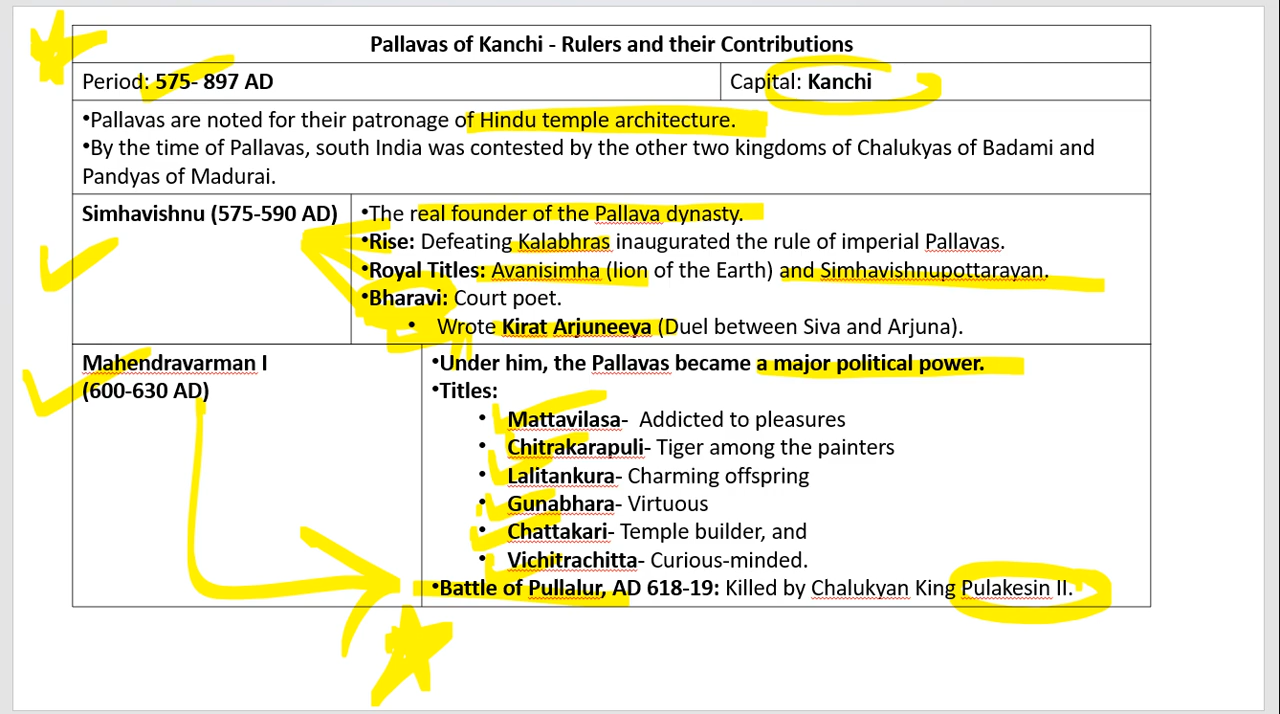 Pallavas of Kanchi - Rulers and their Contributions
Period: 575- 897 AD
Capital: Kanchi
•Pallavas are noted for their patronage of Hindu temple architecture.
•By the time of Pallavas, south India was contested by the other two kingdoms of Chalukyas of Badami and
Pandyas of Madurai.
Simhavishnu (575-590 AD)
•The real founder of the Pallava dynasty.
•Rise: Defeating Kalabhras inaugurated the rule of imperial Pallavas.
•Royal Titles: Avanisimha (lion of the Earth) and Simhavishnupottarayan.
•Bharavi: Court poet.
• Wrote Kirat Arjuneeya (Duel between Siva and Arjuna).
Mahendravarman I
(600-630 AD)
•Under him, the Pallavas became a major political power.
•Titles:
• Mattavilasa- Addicted to pleasures
• Chitrakarapuli- Tiger among the painters
• Lalitankura- Charming offspring
• Gunabhara- Virtuous
• Chattakari- Temple builder, and
• Vichitrachitta- Curious-minded.
•Battle of Pullalur, AD 618-19: Killed by Chalukyan King Pulakesin II.